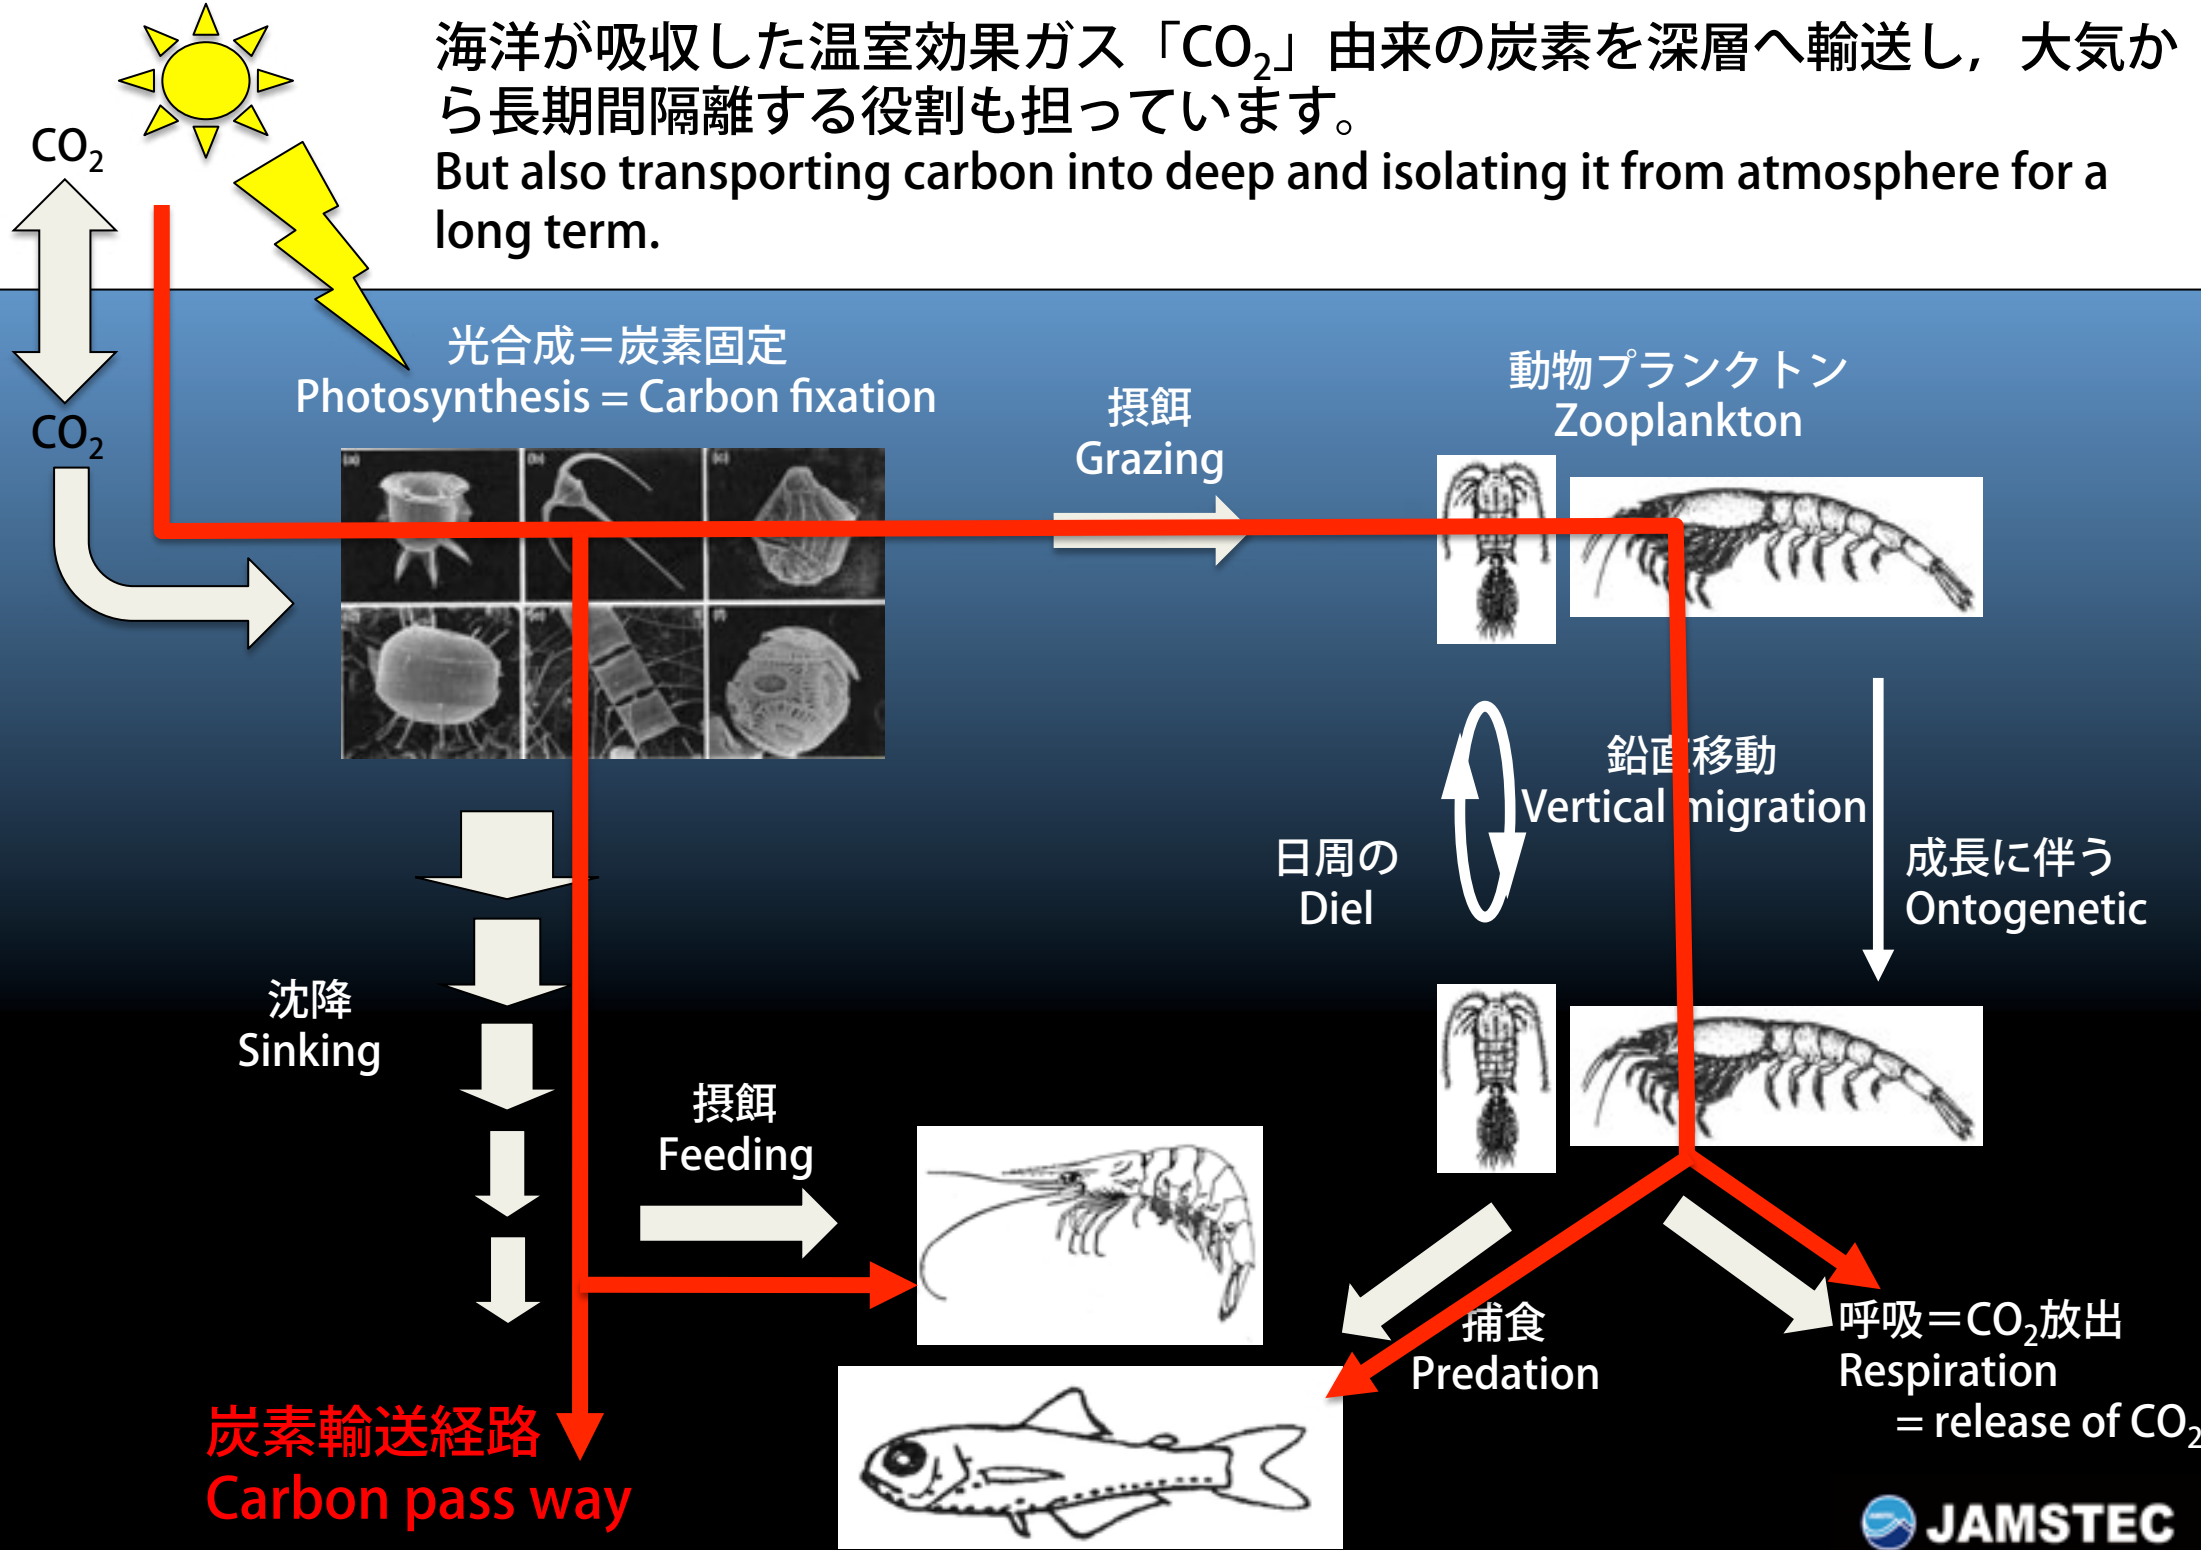 海洋が吸収した温室効果ガス「CO₂」由来の炭素を深層へ輸送し，大気か
ら長期間隔離する役割も担っています。
But also transporting carbon into deep and isolating it from atmosphere for a
long term.
CO₂
CO₂
光合成＝炭素固定
Photosynthesis = Carbon fixation
(a)
(b)
(c)
(f)
摂餌
Grazing
動物プランクトン
Zooplankton
鉛直移動
Vertical migration
日周の
Diel
成長に伴う
Ontogenetic
沈降
Sinking
摂餌
Feeding
捕食
Predation
呼吸＝CO₂放出
Respiration
= release of CO₂
炭素輸送経路
Carbon pass way
JAMSTEC